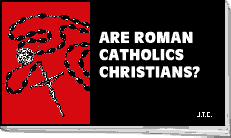 ARE ROMAN
CATHOLICS
CHRISTIANS?
J.T.C.